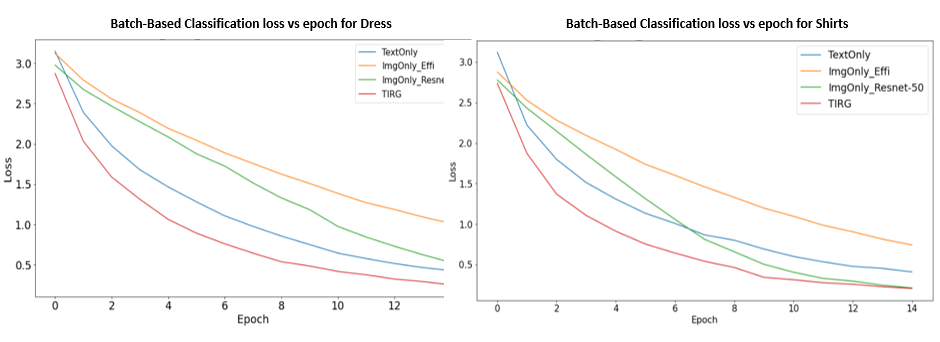 Batch-Based Classification loss vs epoch for Dress
TextOnly
ImgOnly_Effi
ImgOnly_Resne
TIRG
3.0
2.5
2.0
1.5
1.0
0.5
Loss
0 2 4 6 8 10 12
Epoch
Batch-Based Classification loss vs epoch for Shirts
TextOnly
ImgOnly_Effi
ImgOnly_Resnet-50
TIRG
3.0
2.5
2.0
1.5
1.0
0.5
Loss
0 2 4 6 8 10 12 14
Epoch